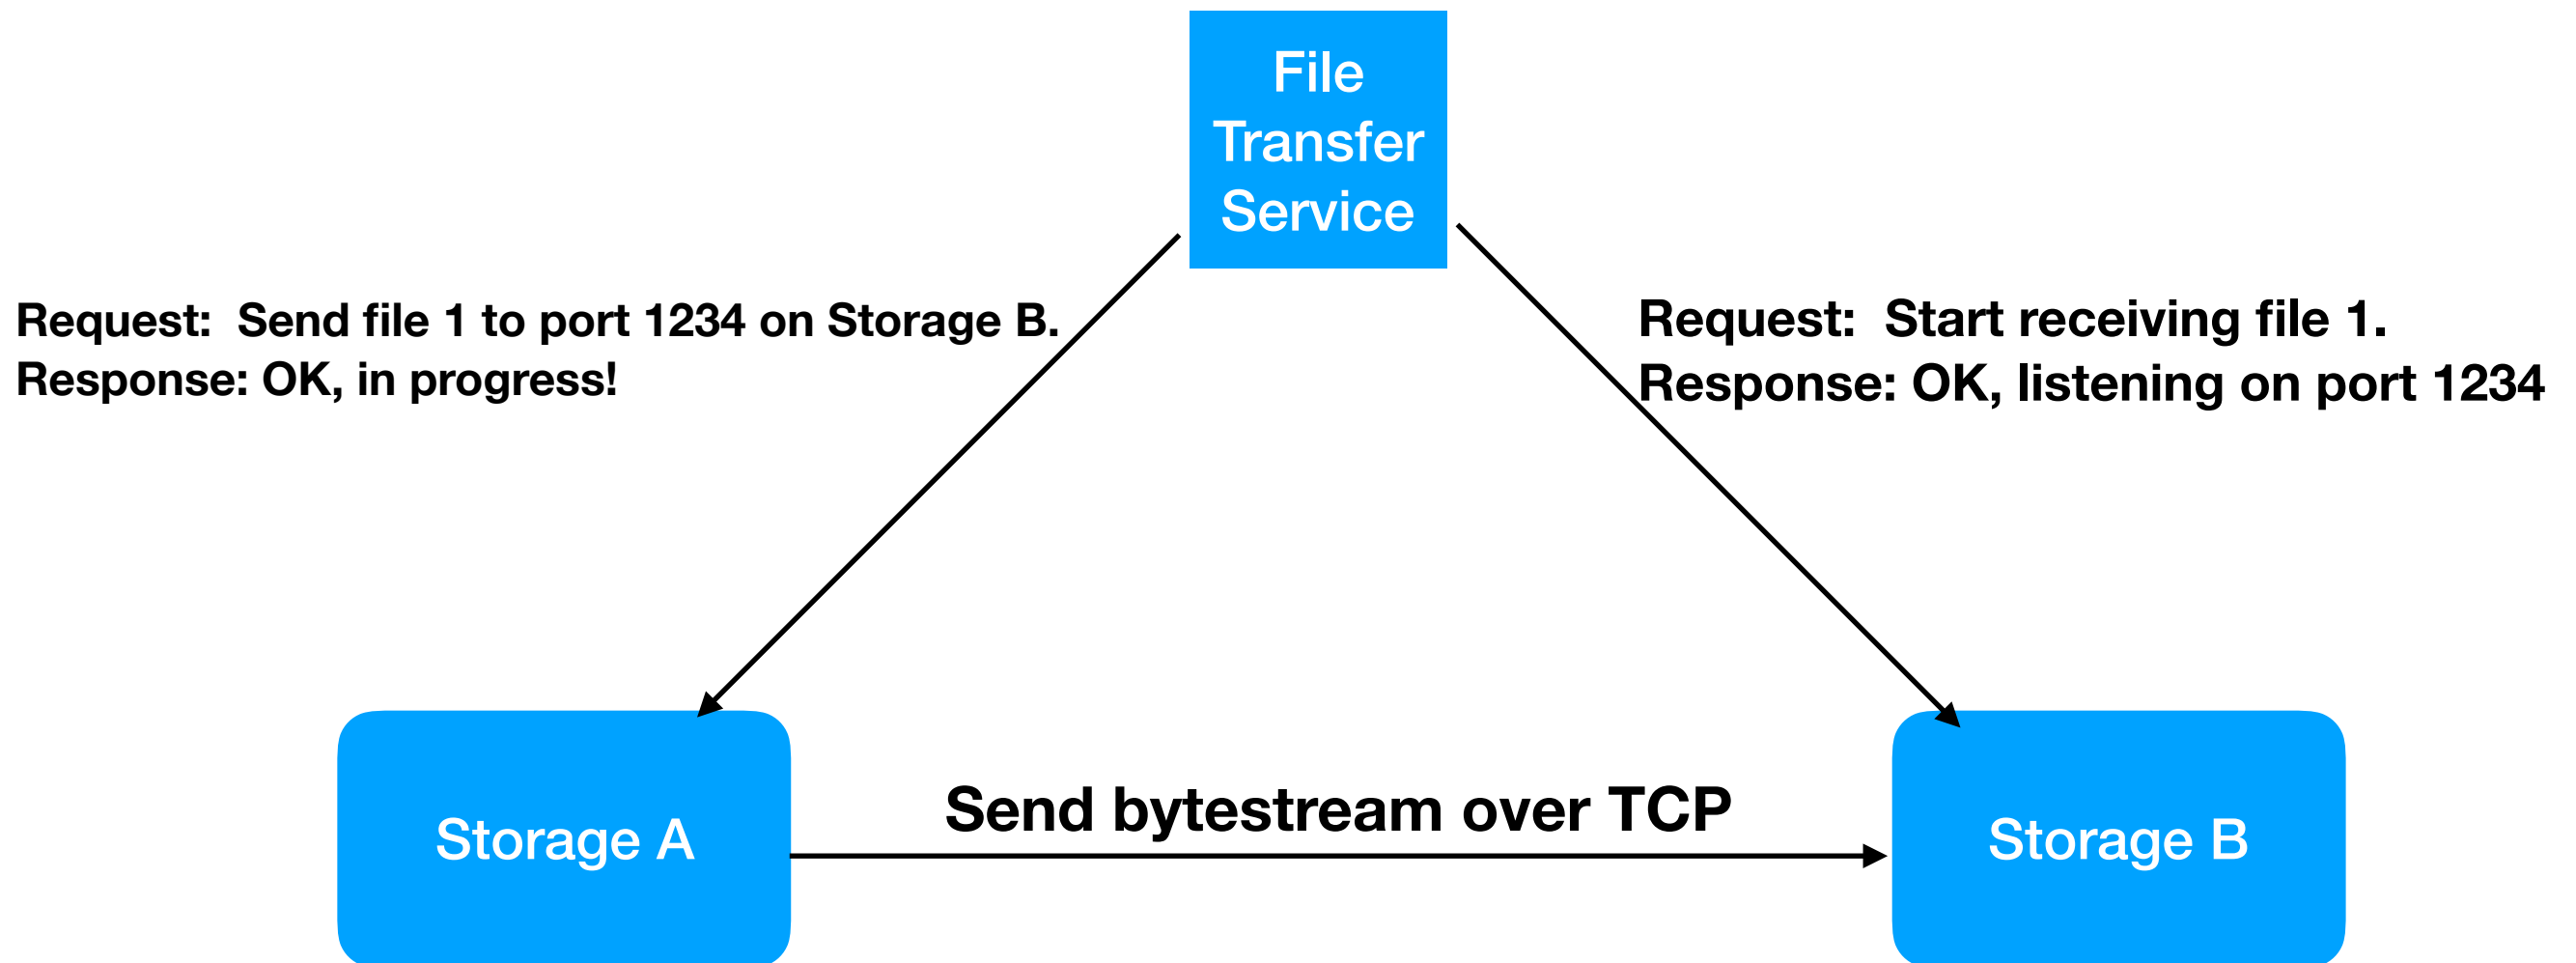 File
Transfer
Service
Request:  Send file 1 to port 1234 on Storage B.
Response: OK, in progress!
Request:  Start receiving file 1.
Response: OK, listening on port 1234
Send bytestream over TCP
Storage A
Storage B